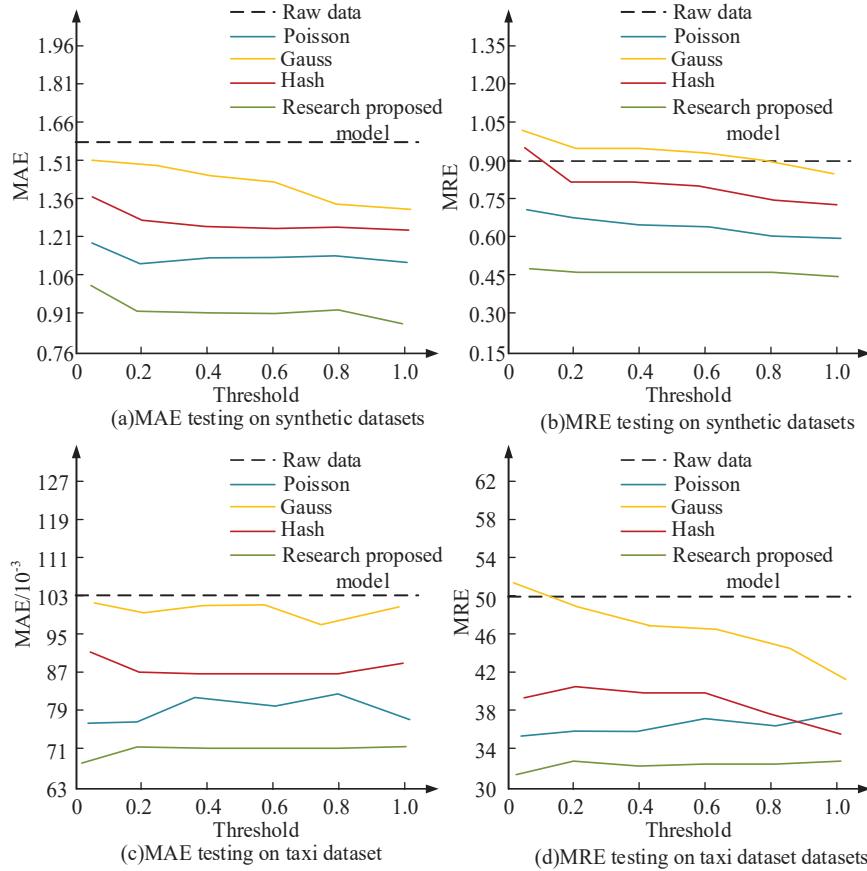 Raw data
Poisson
Gauss
Hash
Research proposed
model
MAE
1.96
1.81
1.66
1.51
1.36
1.21
1.06
0.91
0.76
0 0.2 0.4 0.6 0.8 1.0
Threshold
(a)MAE testing on synthetic datasets
Raw data
Poisson
Gauss
Hash
Research proposed
model
MRE
1.35
1.20
1.05
0.90
0.75
0.60
0.45
0.30
0.15
0 0.2 0.4 0.6 0.8 1.0
Threshold
(b)MRE testing on synthetic datasets
Raw data
Poisson
Gauss
Hash
Research proposed
model
MAE/10⁻³
127
119
111
103
95
87
79
71
63
0 0.2 0.4 0.6 0.8 1.0
Threshold
(c)MAE testing on taxi dataset
Raw data
Poisson
Gauss
Hash
Research proposed
model
MRE
62
58
54
50
46
42
38
34
30
0 0.2 0.4 0.6 0.8 1.0
Threshold
(d)MRE testing on taxi dataset datasets